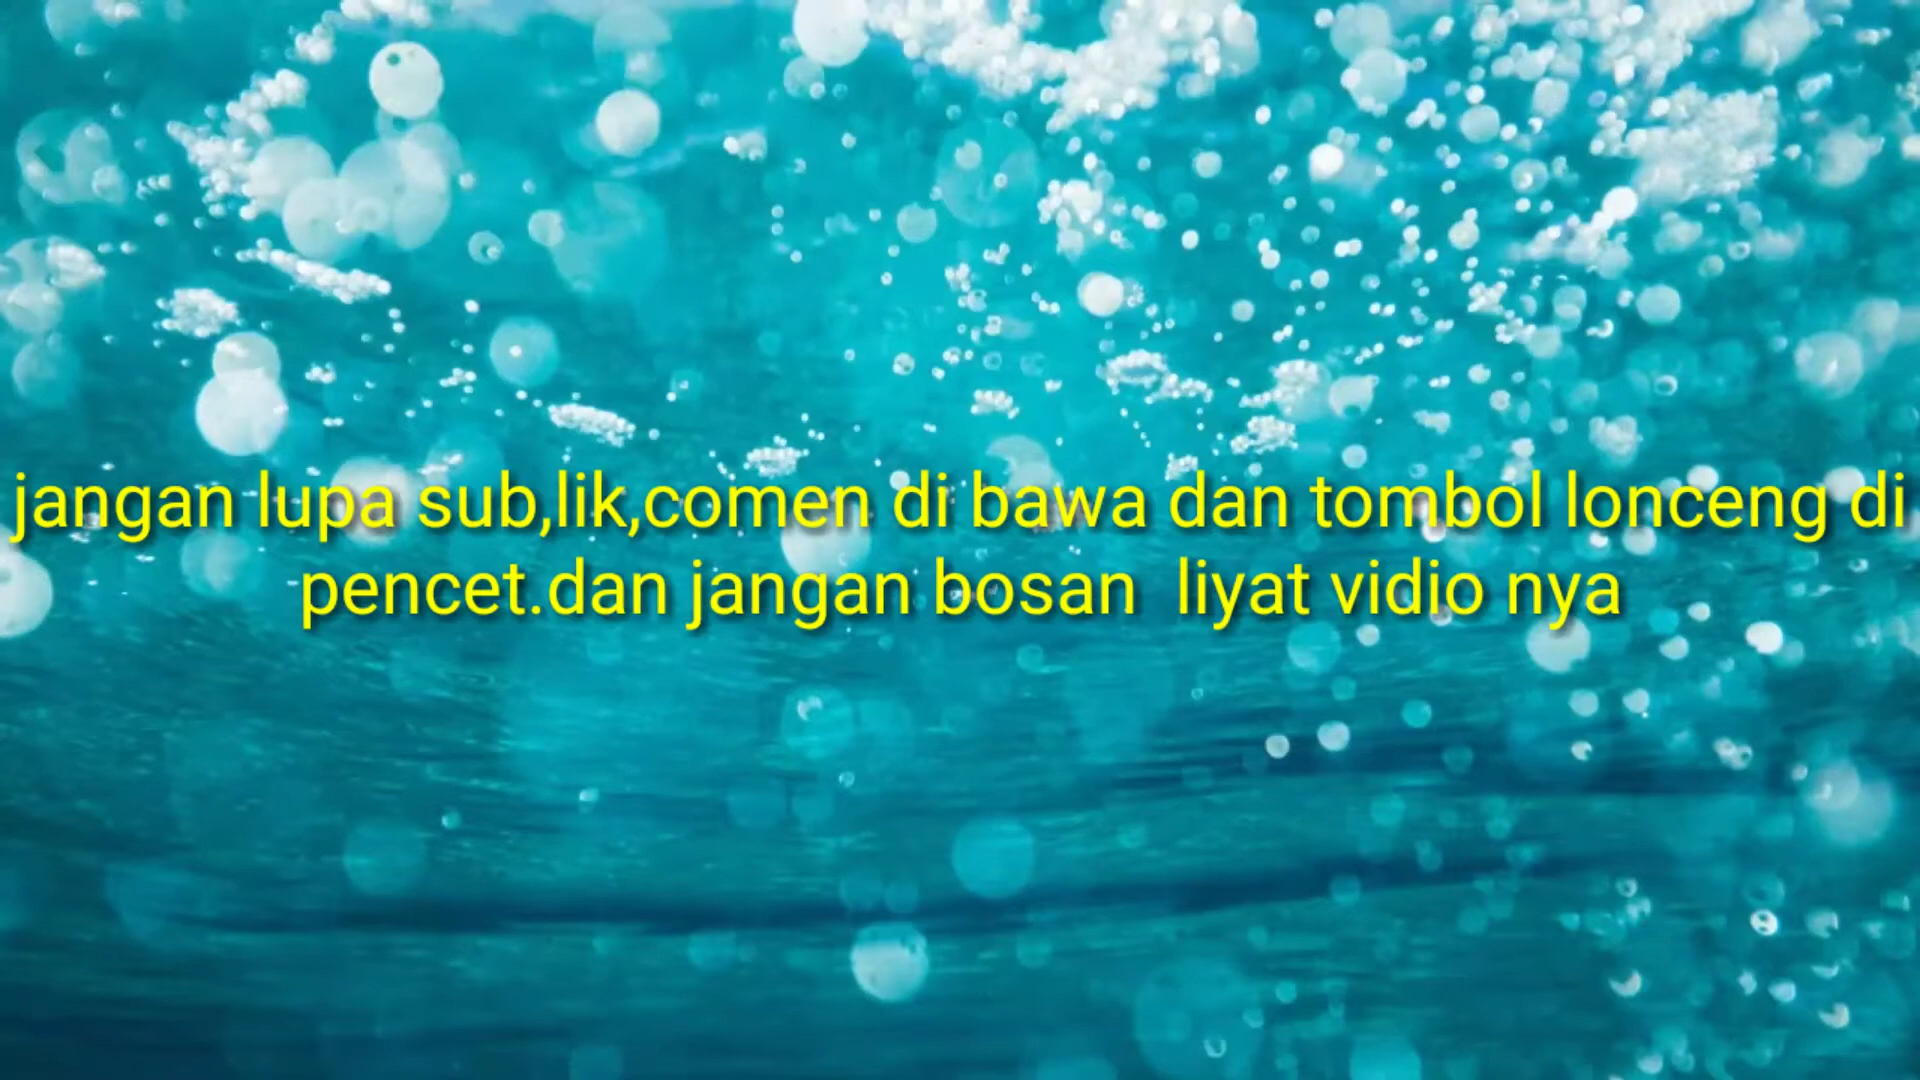 jangan lupa sub,lik,comen di bawa dan tombol lonceng di
pencet.dan jangan bosan  liyat vidio nya